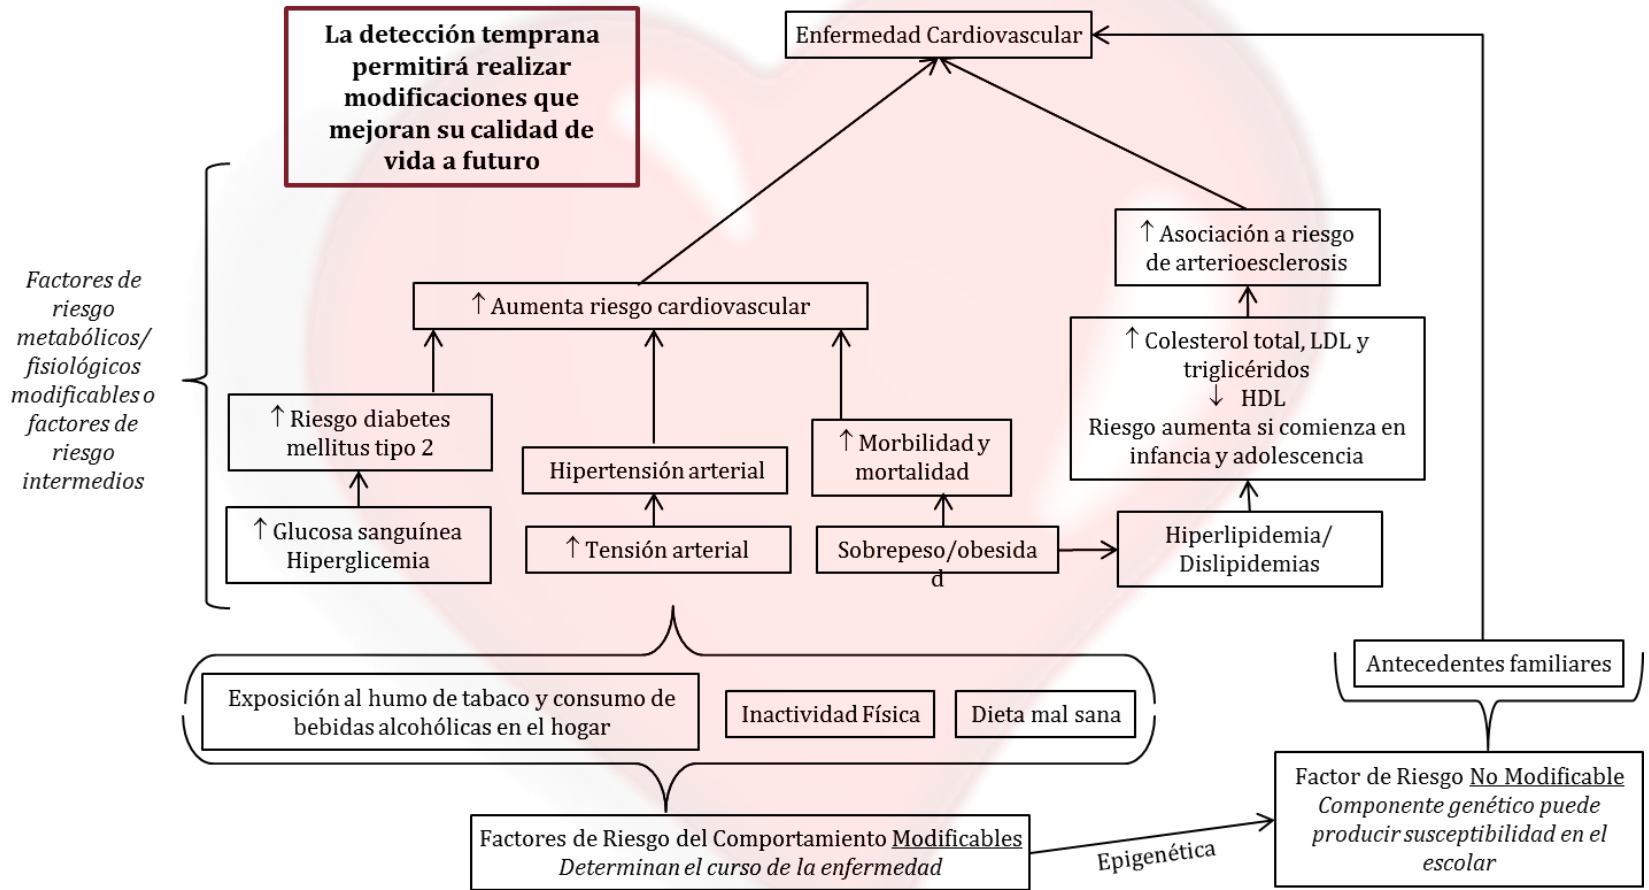 La detección temprana
permitirá realizar
modificaciones que
mejoran su calidad de
vida a futuro
Enfermedad Cardiovascular
↑ Asociación a riesgo
de arterioesclerosis
Factores de
riesgo
metabólicos/
fisiológicos
modificables o
factores de
riesgo
intermedios
↑ Aumenta riesgo cardiovascular
↑ Colesterol total, LDL y
triglicéridos
↓ HDL
Riesgo aumenta si comienza en
infancia y adolescencia
↑ Riesgo diabetes
mellitus tipo 2
Hipertensión arterial
↑ Morbilidad y
mortalidad
↑ Glucosa sanguínea
Hiperglicemia
↑ Tensión arterial
Sobrepeso/obesida
d
Hiperlipidemia/
Dislipidemias
Exposición al humo de tabaco y consumo de
bebidas alcohólicas en el hogar
Inactividad Física
Dieta mal sana
Antecedentes familiares
Factores de Riesgo del Comportamiento Modificables
Determinan el curso de la enfermedad
Epigenética
Factor de Riesgo No Modificable
Componente genético puede
producir susceptibilidad en el
escolar